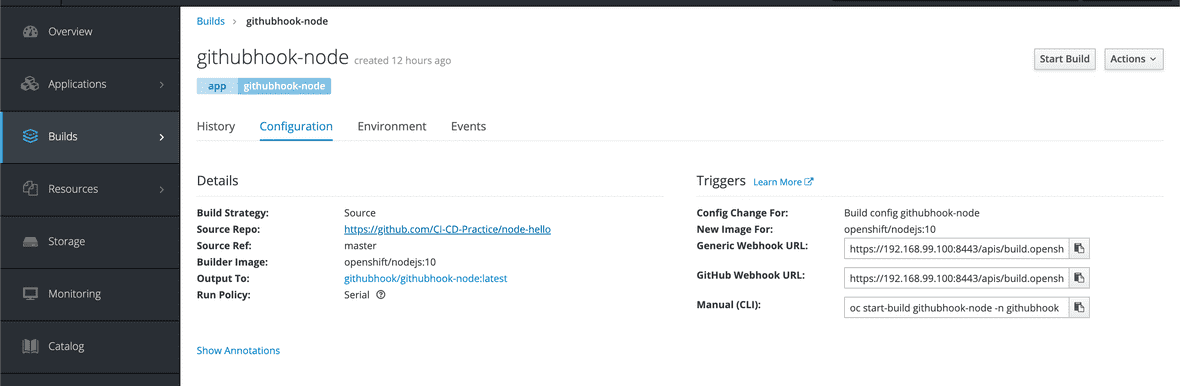 Overview
Applications
Builds
Resources
Storage
Monitoring
Catalog
Builds › githubhook-node
githubhook-node created 12 hours ago
Start Build
Actions
app githubhook-node
History Configuration Environment Events
Details
Build Strategy: Source
Source Repo: https://github.com/CI-CD-Practice/node-hello
Source Ref: master
Builder Image: openshift/nodejs:10
Output To: githubhook/githubhook-node:latest
Run Policy: Serial
Show Annotations
Triggers Learn More
Config Change For: Build config githubhook-node
New Image For: openshift/nodejs:10
Generic Webhook URL: https://192.168.99.100:8443/apis/build.opensh
GitHub Webhook URL: https://192.168.99.100:8443/apis/build.opensh
Manual (CLI): oc start-build githubhook-node -n githubhook